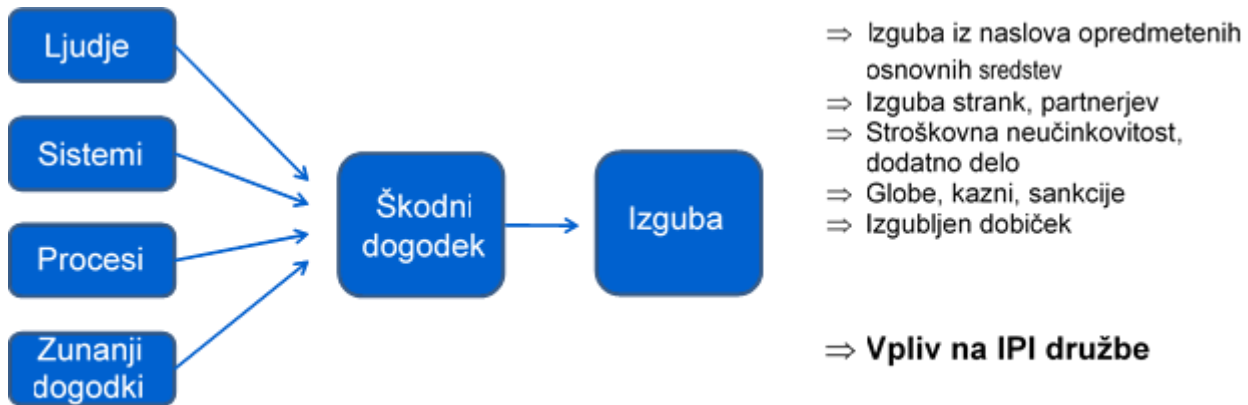 Ljudje
Sistemi
Procesi
Zunanji
dogodki
Škodni
dogodek
Izguba
⇒ Izguba iz naslova opredmetenih
osnovnih sredstev
⇒ Izguba strank, partnerjev
⇒ Stroškovna neučinkovitost,
dodatno delo
⇒ Globe, kazni, sankcije
⇒ Izgubljen dobiček
⇒ Vpliv na IPI družbe